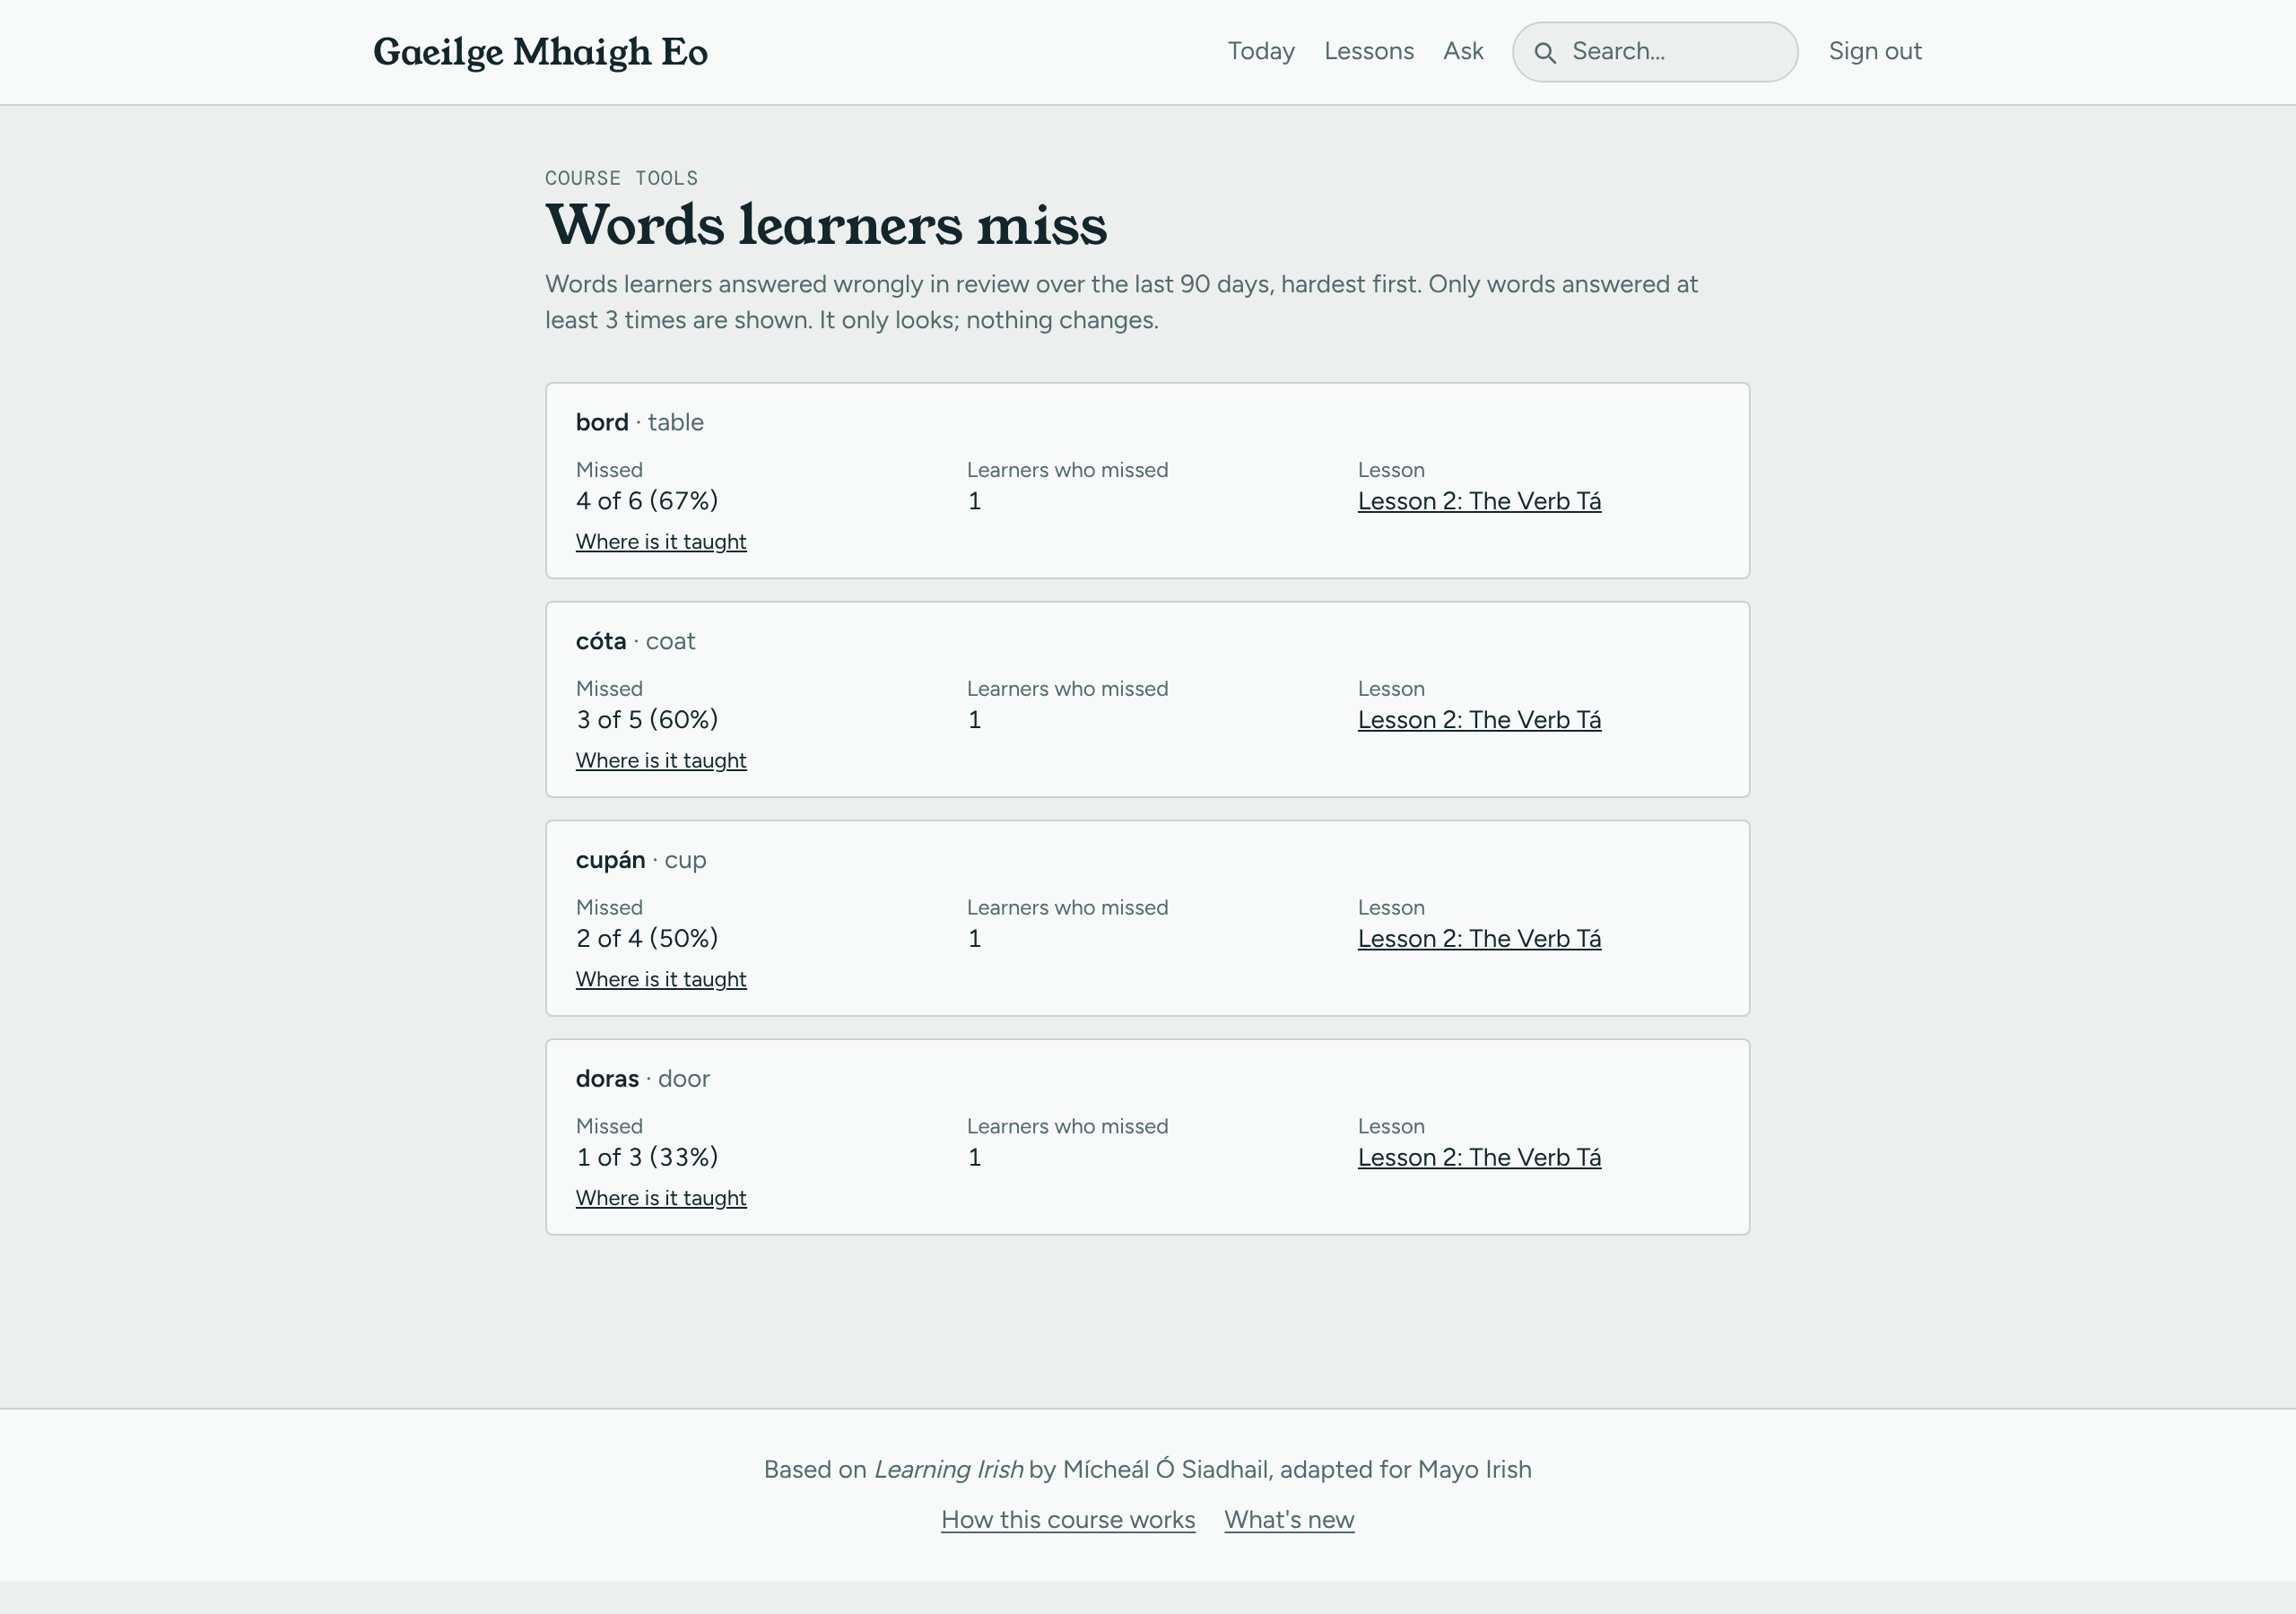 Gaeilge Mhaigh Eo
Today Lessons Ask Search... Sign out
COURSE TOOLS
Words learners miss
Words learners answered wrongly in review over the last 90 days, hardest first. Only words answered at
least 3 times are shown. It only looks; nothing changes.
bord · table
Missed Learners who missed Lesson
4 of 6 (67%) 1 Lesson 2: The Verb Tá
Where is it taught
cóta · coat
Missed Learners who missed Lesson
3 of 5 (60%) 1 Lesson 2: The Verb Tá
Where is it taught
cupán · cup
Missed Learners who missed Lesson
2 of 4 (50%) 1 Lesson 2: The Verb Tá
Where is it taught
doras · door
Missed Learners who missed Lesson
1 of 3 (33%) 1 Lesson 2: The Verb Tá
Where is it taught
Based on Learning Irish by Mícheál Ó Siadhail, adapted for Mayo Irish
How this course works What's new